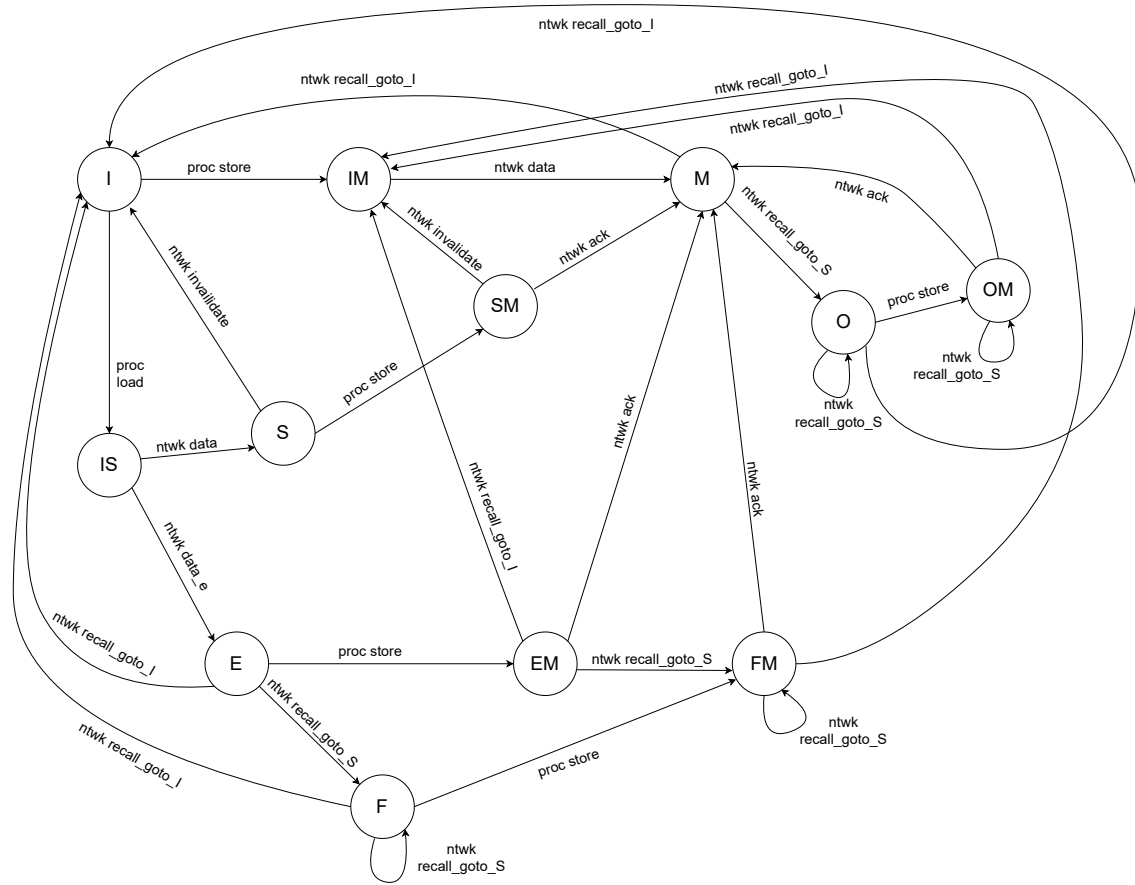 ntwk recall_goto_I
ntwk recall_goto_I
ntwk recall_goto_I
ntwk recall_goto_I
I
proc store
IM
ntwk data
M
ntwk ack
ntwk invailidate
ntwk invalidate
ntwk ack
ntwk recall_goto_S
SM
O
proc store
OM
ntwk
recall_goto_S
ntwk
recall_goto_S
proc
load
proc store
S
IS
ntwk data
ntwk data_e
ntwk recall_goto_I
ntwk ack
ntwk ack
ntwk recall_goto_I
E
proc store
EM
ntwk recall_goto_S
FM
ntwk recall_goto_S
ntwk
recall_goto_S
ntwk recall_goto_I
proc store
F
ntwk
recall_goto_S